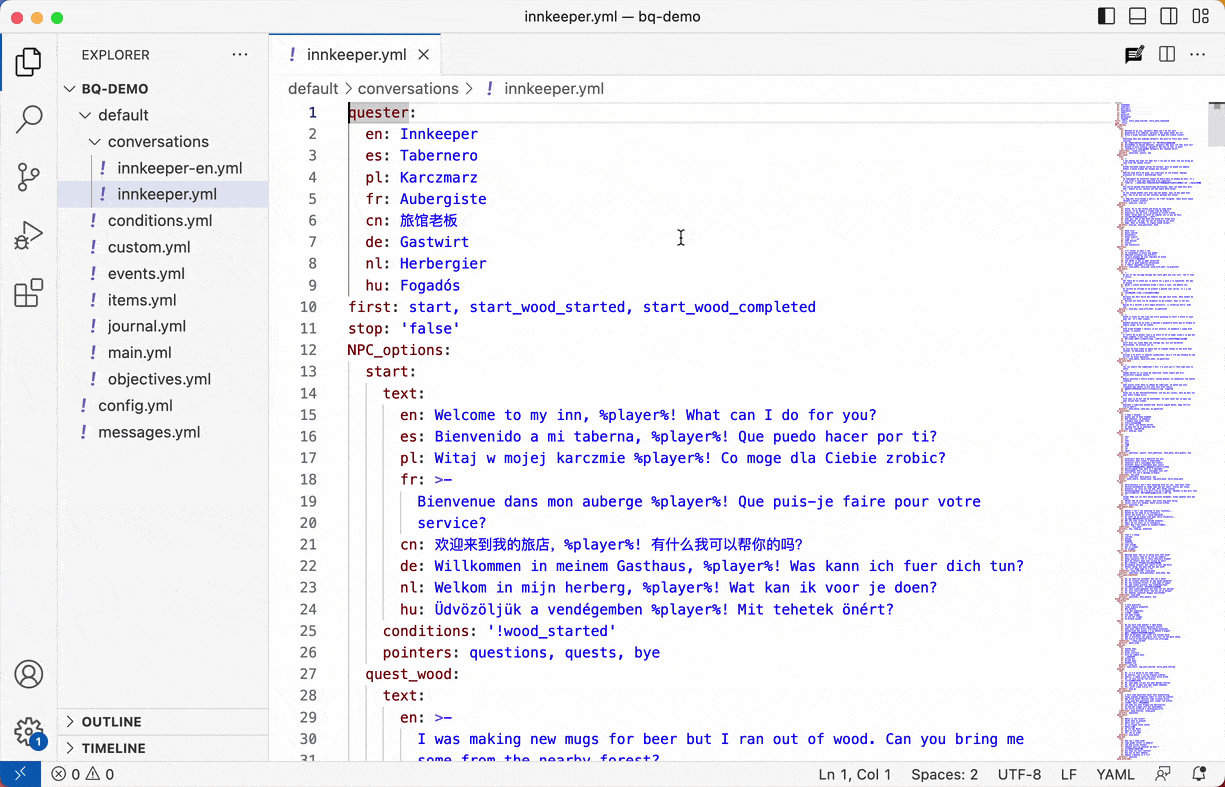 innkeeper.yml — bq-demo
EXPLORER
innkeeper.yml
BQ-DEMO
default
conversations
innkeeper-en.yml
innkeeper.yml
conditions.yml
custom.yml
events.yml
items.yml
journal.yml
main.yml
objectives.yml
config.yml
messages.yml
OUTLINE
TIMELINE
default > conversations > ! innkeeper.yml
1 quester:
2 en: Innkeeper
3 es: Tabernero
4 pl: Karczmarz
5 fr: Aubergiste
6 cn: 旅馆老板
7 de: Gastwirt
8 nl: Herbergier
9 hu: Fogadós
10 first: start, start_wood_started, start_wood_completed
11 stop: 'false'
12 NPC_options:
13 start:
14 text:
15 en: Welcome to my inn, %player%! What can I do for you?
16 es: Bienvenido a mi taberna, %player%! Que puedo hacer por ti?
17 pl: Witaj w mojej karczmie %player%! Co moge dla Ciebie zrobic?
18 fr: >-
19 Bienvenue dans mon auberge %player%! Que puis-je faire pour votre
20 service?
21 cn: 欢迎来到我的旅店，%player%! 有什么我可以帮你的吗?
22 de: Willkommen in meinem Gasthaus, %player%! Was kann ich fuer dich tun?
23 nl: Welkom in mijn herberg, %player%! Wat kan ik voor je doen?
24 hu: Üdvözöljük a vendégemben %player%! Mit tehetek önért?
25 conditions: '!wood_started'
26 pointers: questions, quests, bye
27 quest_wood:
28 text:
29 en: >-
30 I was making new mugs for beer but I ran out of wood. Can you bring me
31 some from the nearby forest?
1
0 0
Ln 1, Col 1 Spaces: 2 UTF-8 LF YAML